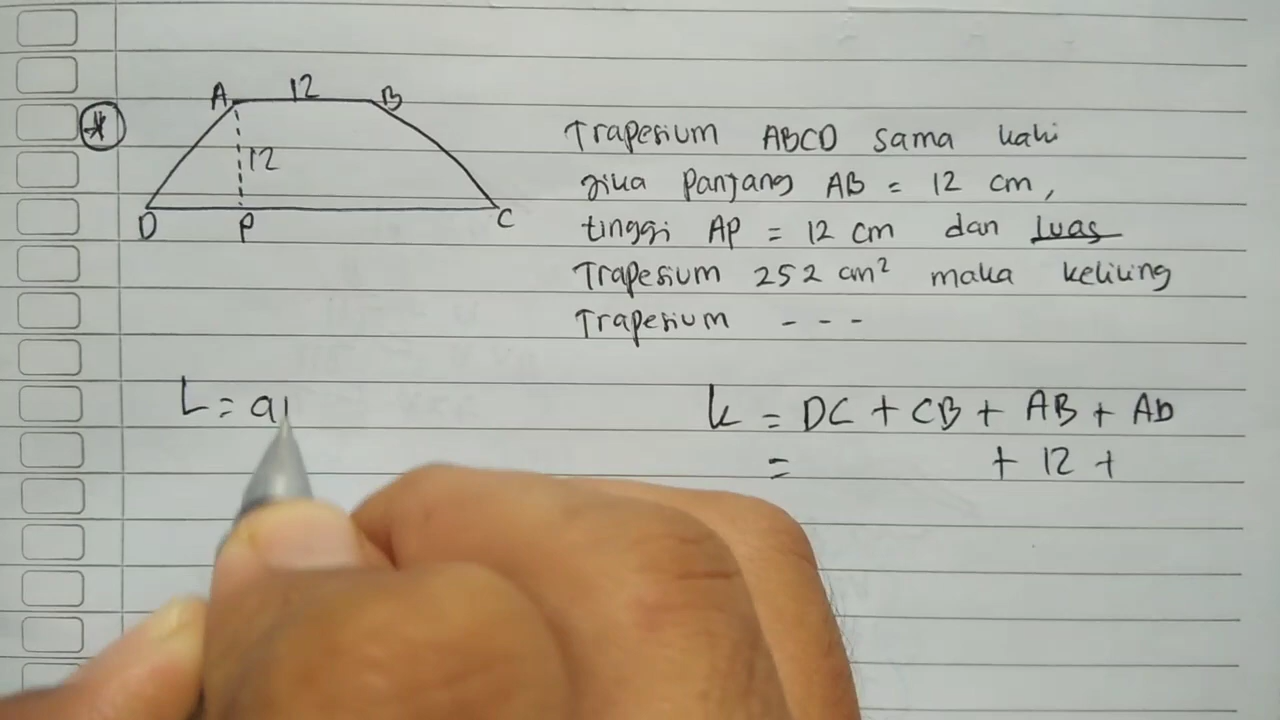 A 12 B
*
12
D P C
Trapesium ABCD sama kaki
jika Panjang AB = 12 cm,
tinggi AP = 12 cm dan Luas
Trapesium 252 cm² maka keliling
Trapesium - - -
L = a
k = DC + CB + AB + AD
= + 12 +